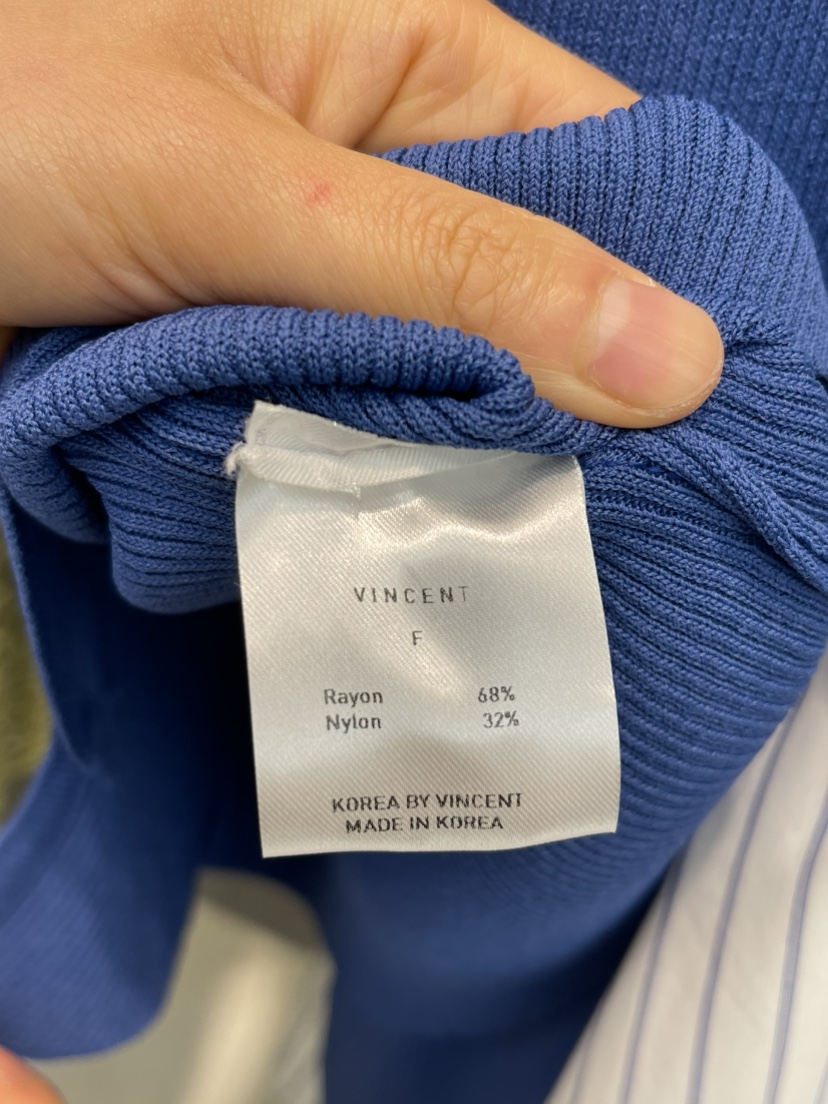 VINCENT
F
Rayon 68%
Nylon 32%
KOREA BY VINCENT
MADE IN KOREA